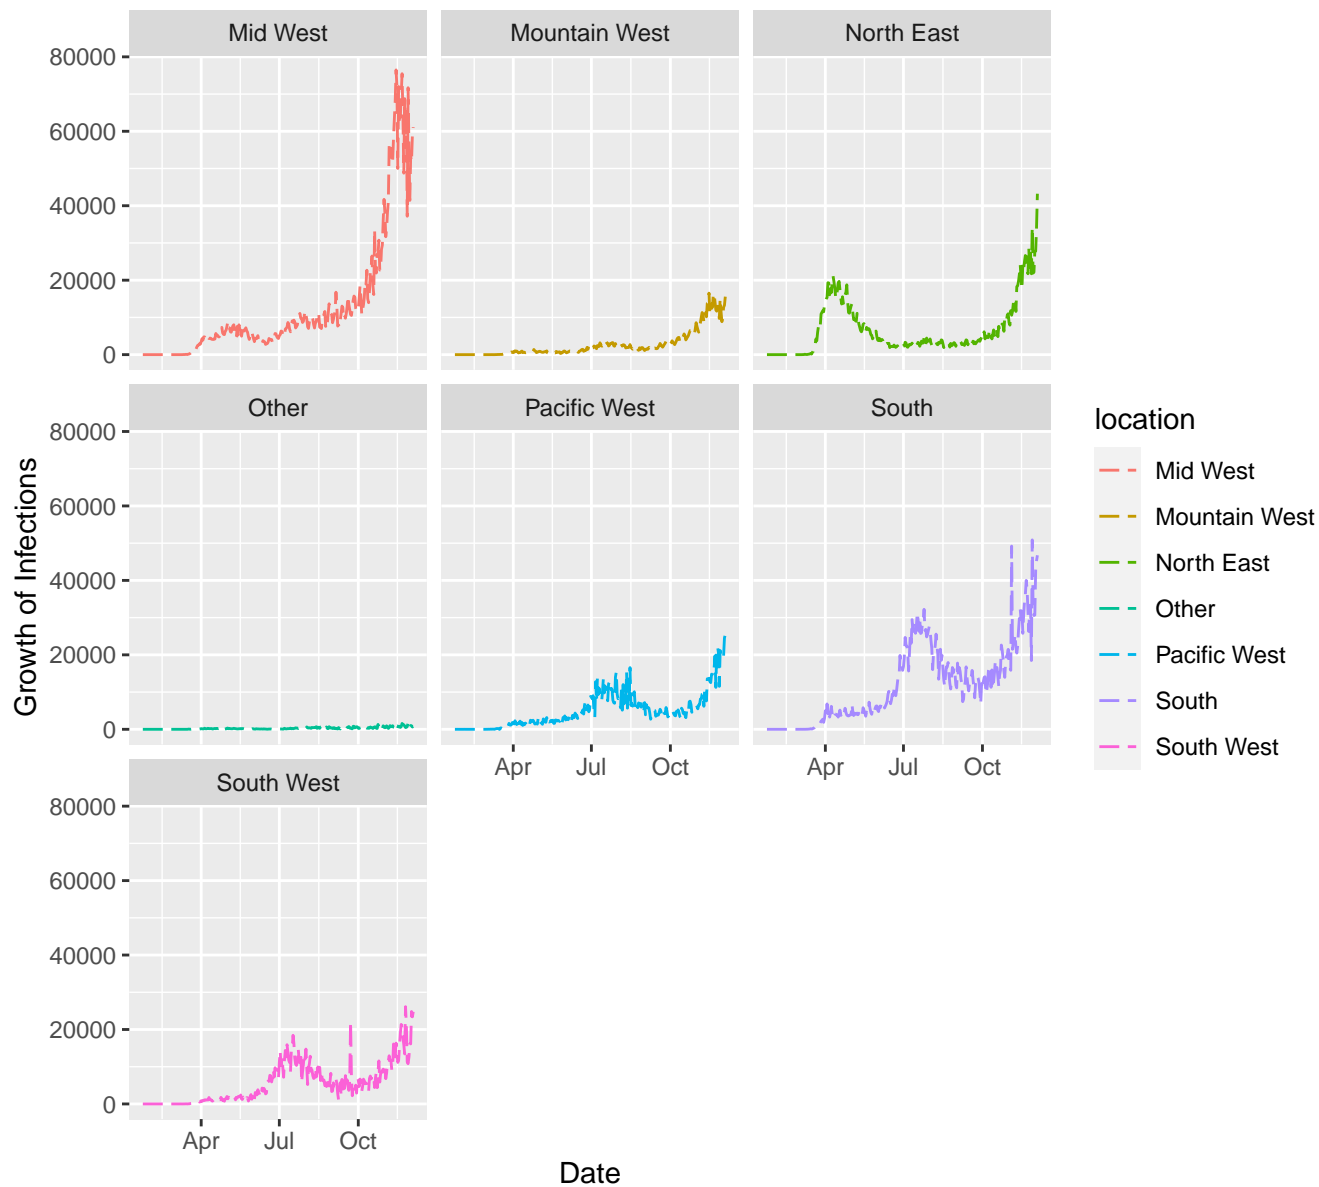 Mid West
Mountain West
North East
80000
60000
40000
20000
0
Other
Pacific West
South
80000
60000
40000
20000
0
Apr Jul Oct
Apr Jul Oct
South West
80000
60000
40000
20000
0
Apr Jul Oct
Date
Growth of Infections
location
Mid West
Mountain West
North East
Other
Pacific West
South
South West